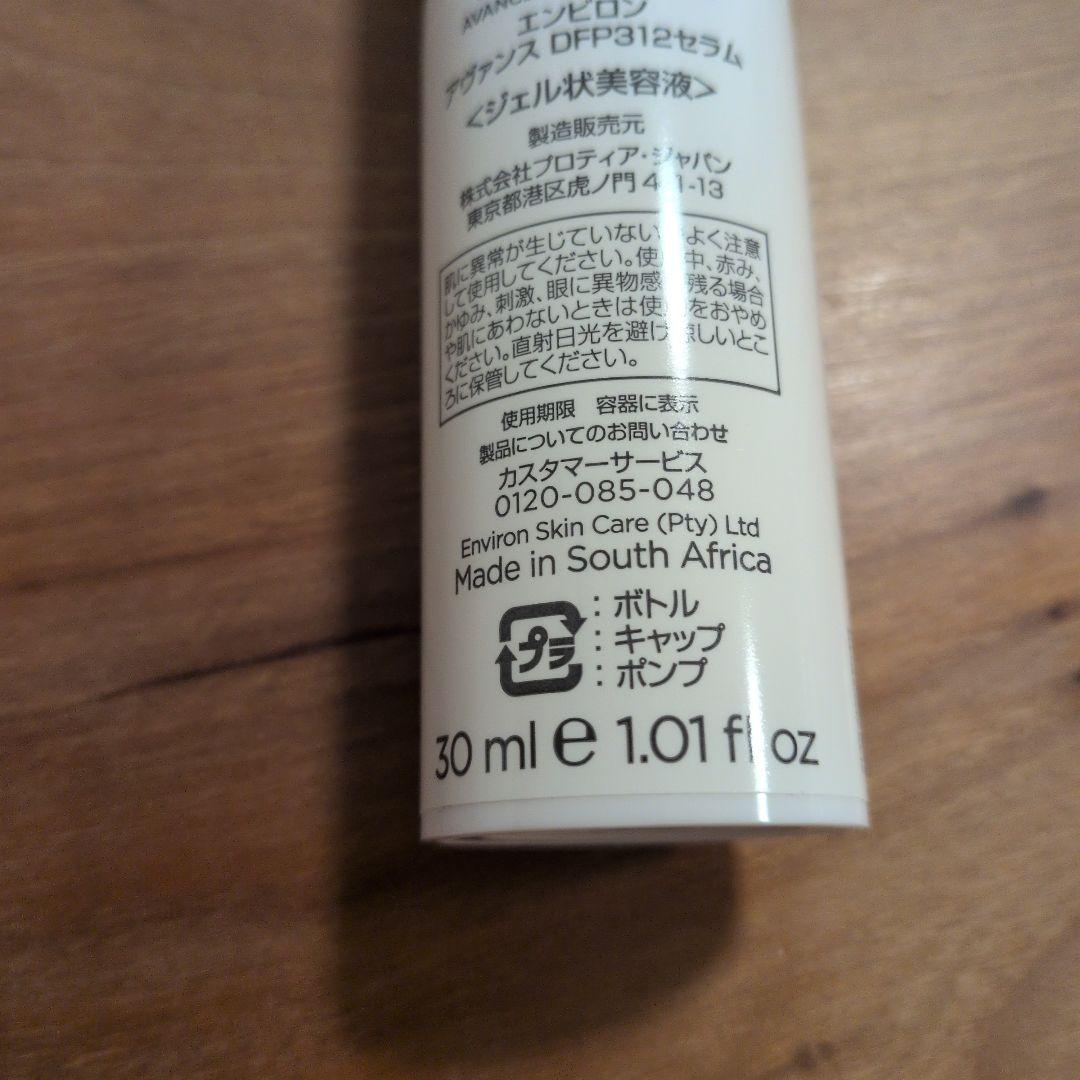 AVANC
エンビロン
アヴァンス DFP312セラム
<ジェル状美容液>
製造販売元
株式会社プロティア・ジャパン
東京都港区虎ノ門 4-1-13
肌に異常が生じていない よく注意
して使用してください。使 中、赤み、
かゆみ、刺激、眼に異物感 残る場合
や肌にあわないときは使 をおやめ
ください。直射日光を避け 涼しいとこ
ろに保管してください。
使用期限 容器に表示
製品についてのお問い合わせ
カスタマーサービス
0120-085-048
Environ Skin Care (Pty) Ltd
Made in South Africa
プラ
: ボトル
: キャップ
: ポンプ
30 ml e 1.01 fl oz